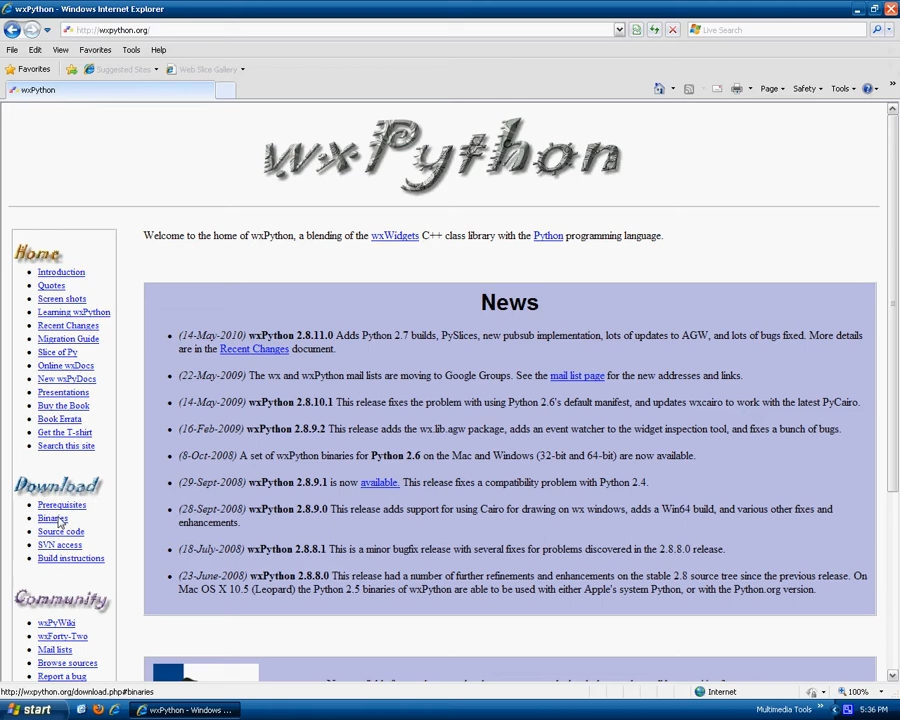 wxPython - Windows Internet Explorer
http://wxpython.org/
Live Search
File Edit View Favorites Tools Help
Favorites Suggested Sites Web Slice Gallery
wxPython
Page Safety Tools
wxPython
Welcome to the home of wxPython, a blending of the wxWidgets C++ class library with the Python programming language.
Home
Introduction
Quotes
Screen shots
Learning wxPython
Recent Changes
Migration Guide
Slice of Py
Online wxDocs
New wxPyDocs
Presentations
Buy the Book
Book Errata
Get the T-shirt
Search this site
Download
Prerequisites
Binaries
Source code
SVN access
Build instructions
Community
wxPyWiki
wxForty-Two
Mail lists
Browse sources
Report a bug
News
(14-May-2010) wxPython 2.8.11.0 Adds Python 2.7 builds, PySlices, new pubsub implementation, lots of updates to AGW, and lots of bugs fixed. More details
are in the Recent Changes document.
(22-May-2009) The wx and wxPython mail lists are moving to Google Groups. See the mail list page for the new addresses and links.
(14-May-2009) wxPython 2.8.10.1 This release fixes the problem with using Python 2.6's default manifest, and updates wxcairo to work with the latest PyCairo.
(16-Feb-2009) wxPython 2.8.9.2 This release adds the wx.lib.agw package, adds an event watcher to the widget inspection tool, and fixes a bunch of bugs.
(8-Oct-2008) A set of wxPython binaries for Python 2.6 on the Mac and Windows (32-bit and 64-bit) are now available.
(29-Sept-2008) wxPython 2.8.9.1 is now available. This release fixes a compatibility problem with Python 2.4.
(28-Sept-2008) wxPython 2.8.9.0 This release adds support for using Cairo for drawing on wx windows, adds a Win64 build, and various other fixes and
enhancements.
(18-July-2008) wxPython 2.8.8.1 This is a minor bugfix release with several fixes for problems discovered in the 2.8.8.0 release.
(23-June-2008) wxPython 2.8.8.0 This release had a number of further refinements and enhancements on the stable 2.8 source tree since the previous release. On
Mac OS X 10.5 (Leopard) the Python 2.5 binaries of wxPython are able to be used with either Apple's system Python, or with the Python.org version.
http://wxpython.org/download.php#binaries
Internet
100%
start
wxPython - Windows ...
Multimedia Tools
5:36 PM